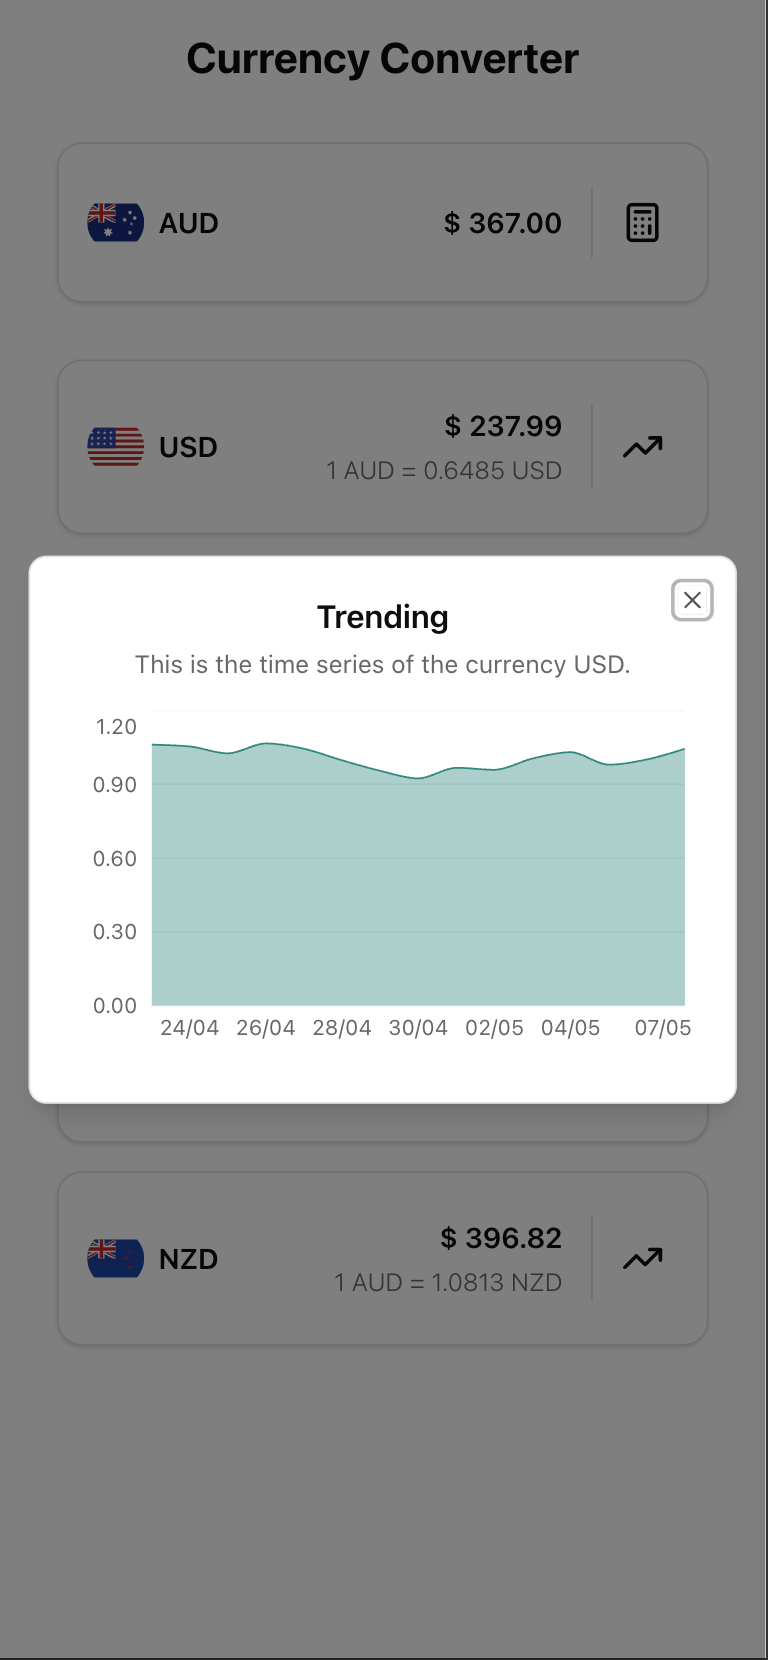 Currency Converter
AUD
$ 367.00
USD
$ 237.99
1 AUD = 0.6485 USD
Trending
This is the time series of the currency USD.
1.20
0.90
0.60
0.30
0.00
24/04 26/04 28/04 30/04 02/05 04/05 07/05
NZD
$ 396.82
1 AUD = 1.0813 NZD